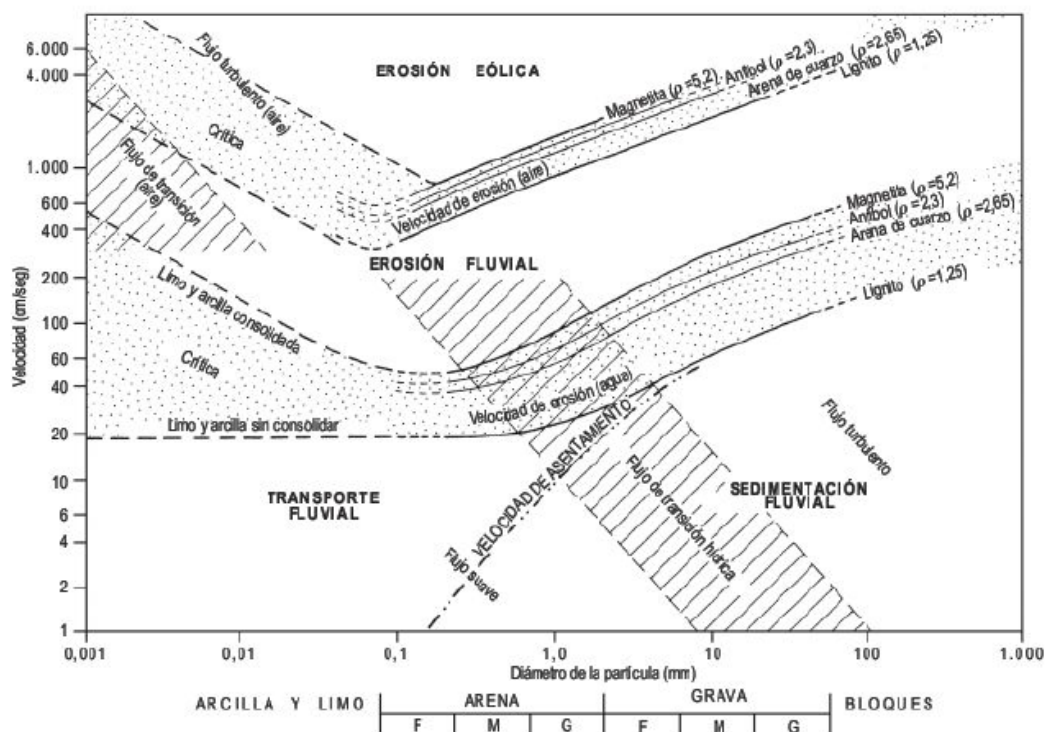 6.000
4.000
1.000
600
400
200
100
60
40
20
10
6
4
2
1
Velocidad (cm/seg)
Flujo turbulento (aire)
EROSIÓN EÓLICA
Magnetita (ρ=5,2)
Anfibol (ρ=2,3)
Arena de cuarzo (ρ=2,65)
Lignito (ρ=1,25)
Crítica
Flujo de transición
(aire)
Velocidad de erosión (aire)
EROSIÓN FLUVIAL
Magnetita (ρ=5,2)
Anfibol (ρ=2,3)
Arena de cuarzo (ρ=2,65)
Lignito (ρ=1,25)
Limo y arcilla consolidada
Crítica
Limo y arcilla sin consolidar
Velocidad de erosión (agua)
VELOCIDAD DE ASENTAMIENTO
Flujo turbulento
TRANSPORTE
FLUVIAL
Flujo suave
Flujo de transición hídrica
SEDIMENTACIÓN
FLUVIAL
0,001
0,01
0,1
1,0
10
100
1.000
Diámetro de la partícula (mm)
ARCILLA Y LIMO
ARENA
GRAVA
BLOQUES
F M G F M G